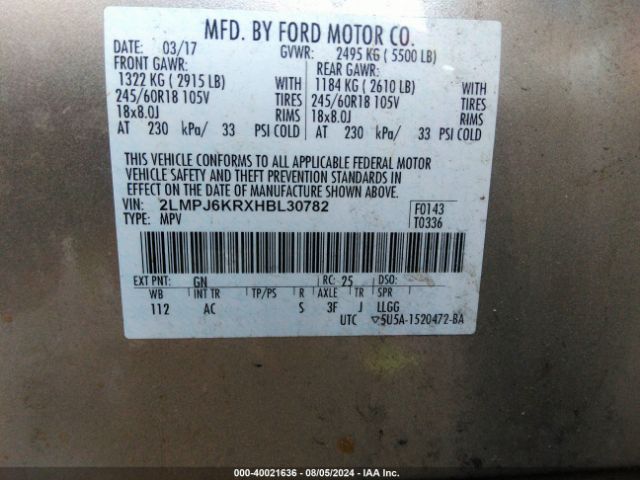 MFD. BY FORD MOTOR CO.
DATE: 03/17 GVWR: 2495 KG ( 5500 LB)
FRONT GAWR: REAR GAWR:
1322 KG ( 2915 LB) WITH 1184 KG ( 2610 LB) WITH
245/60R18 105V TIRES 245/60R18 105V TIRES
18x8.0J RIMS 18x8.0J RIMS
AT 230 kPa/ 33 PSI COLD AT 230 kPa/ 33 PSI COLD
THIS VEHICLE CONFORMS TO ALL APPLICABLE FEDERAL MOTOR
VEHICLE SAFETY AND THEFT PREVENTION STANDARDS IN
EFFECT ON THE DATE OF MANUFACTURE SHOWN ABOVE.
VIN: 2LMPJ6KRXHBL30782 F0143
TYPE: MPV T0336
EXT PNT: GN RC: 25 DSO:
WB INT TR TP/PS R AXLE TR SPR
112 AC S 3F J LLGG
UTC ▽5U5A-1520472-BA
000-40021636 - 08/05/2024 - IAA Inc.